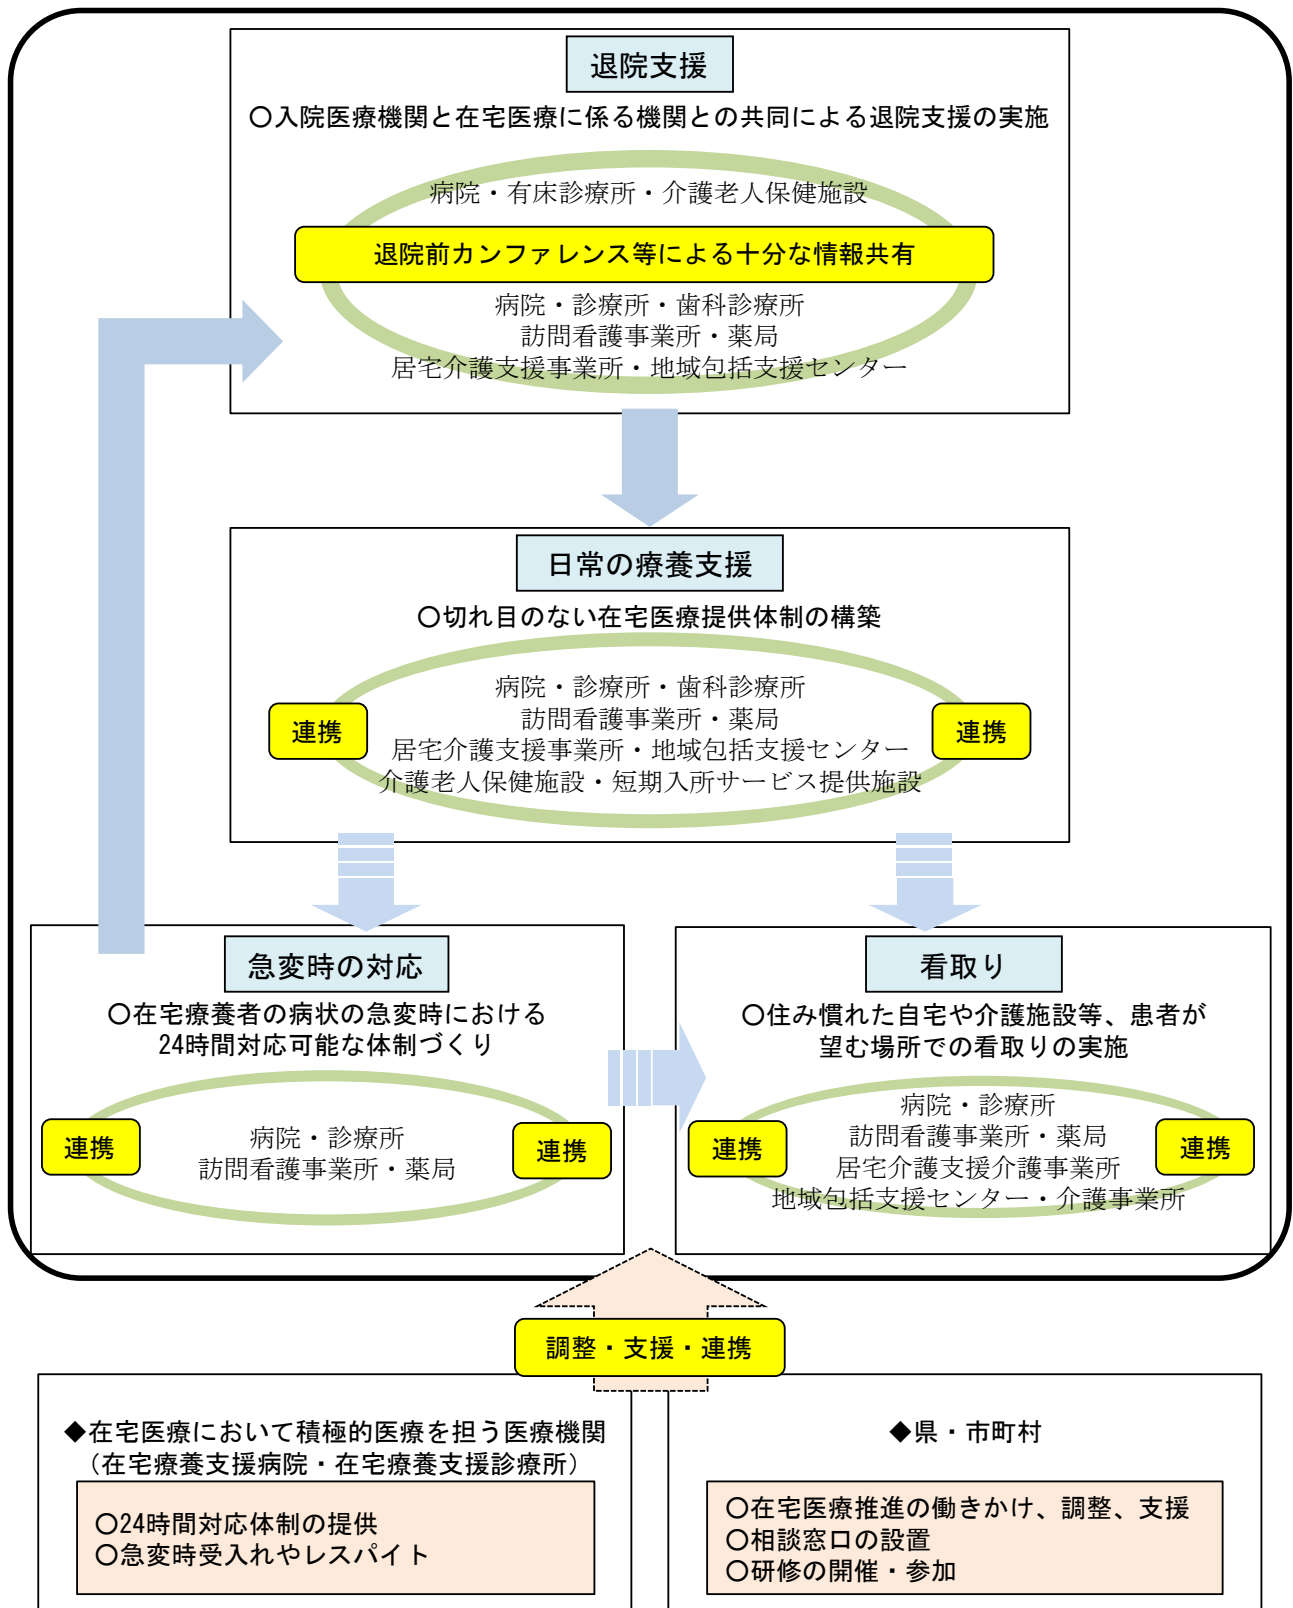 退院支援
〇入院医療機関と在宅医療に係る機関との共同による退院支援の実施
病院・有床診療所・介護老人保健施設
退院前カンファレンス等による十分な情報共有
病院・診療所・歯科診療所
訪問看護事業所・薬局
居宅介護支援事業所・地域包括支援センター
日常の療養支援
〇切れ目のない在宅医療提供体制の構築
病院・診療所・歯科診療所
訪問看護事業所・薬局
居宅介護支援事業所・地域包括支援センター
介護老人保健施設・短期入所サービス提供施設
連携
連携
急変時の対応
〇在宅療養者の病状の急変時における
24時間対応可能な体制づくり
連携
病院・診療所
訪問看護事業所・薬局
連携
看取り
〇住み慣れた自宅や介護施設等、患者が
望む場所での看取りの実施
連携
病院・診療所
訪問看護事業所・薬局
居宅介護支援介護事業所
地域包括支援センター・介護事業所
連携
調整・支援・連携
◆在宅医療において積極的医療を担う医療機関
（在宅療養支援病院・在宅療養支援診療所）
〇24時間対応体制の提供
〇急変時受入れやレスパイト
◆県・市町村
〇在宅医療推進の働きかけ、調整、支援
〇相談窓口の設置
〇研修の開催・参加